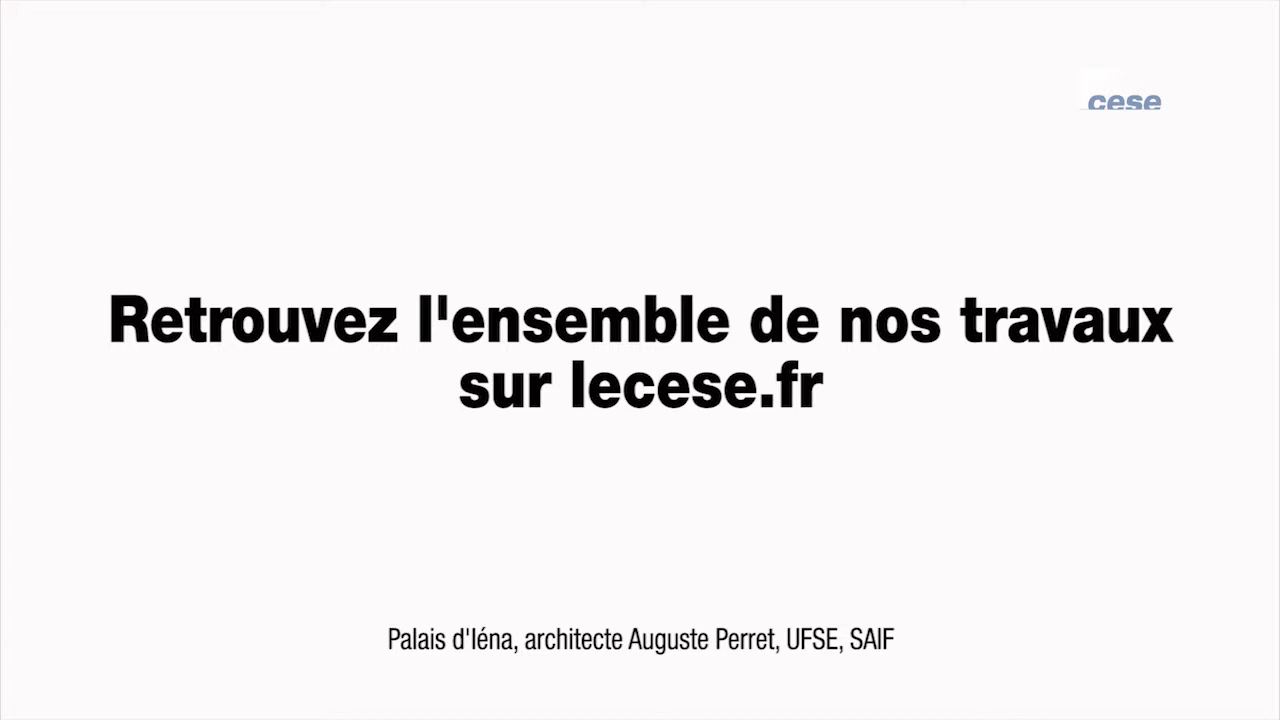 cese
Retrouvez l'ensemble de nos travaux
sur lecese.fr
Palais d'Iéna, architecte Auguste Perret, UFSE, SAIF